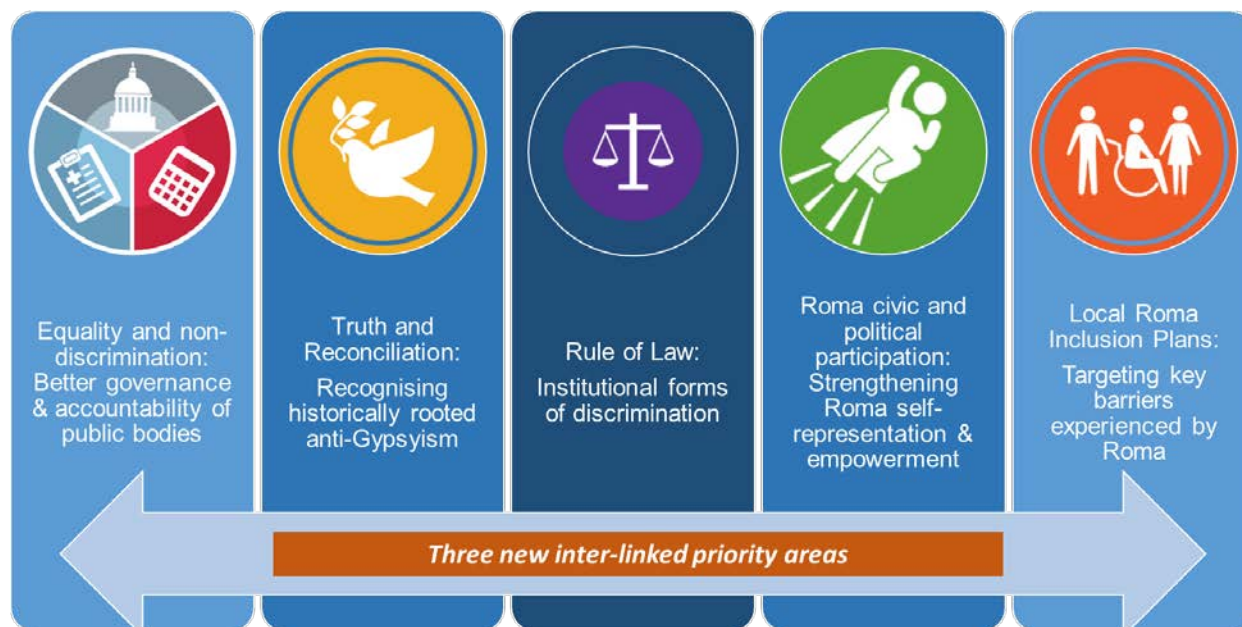 Equality and non-
discrimination:
Better governance
& accountability of
public bodies
Truth and
Reconciliation:
Recognising
historically rooted
anti-Gypsyism
Rule of Law:
Institutional forms
of discrimination
Roma civic and
political
participation:
Strengthening
Roma self-
representation &
empowerment
Local Roma
Inclusion Plans:
Targeting key
barriers
experienced by
Roma
Three new inter-linked priority areas